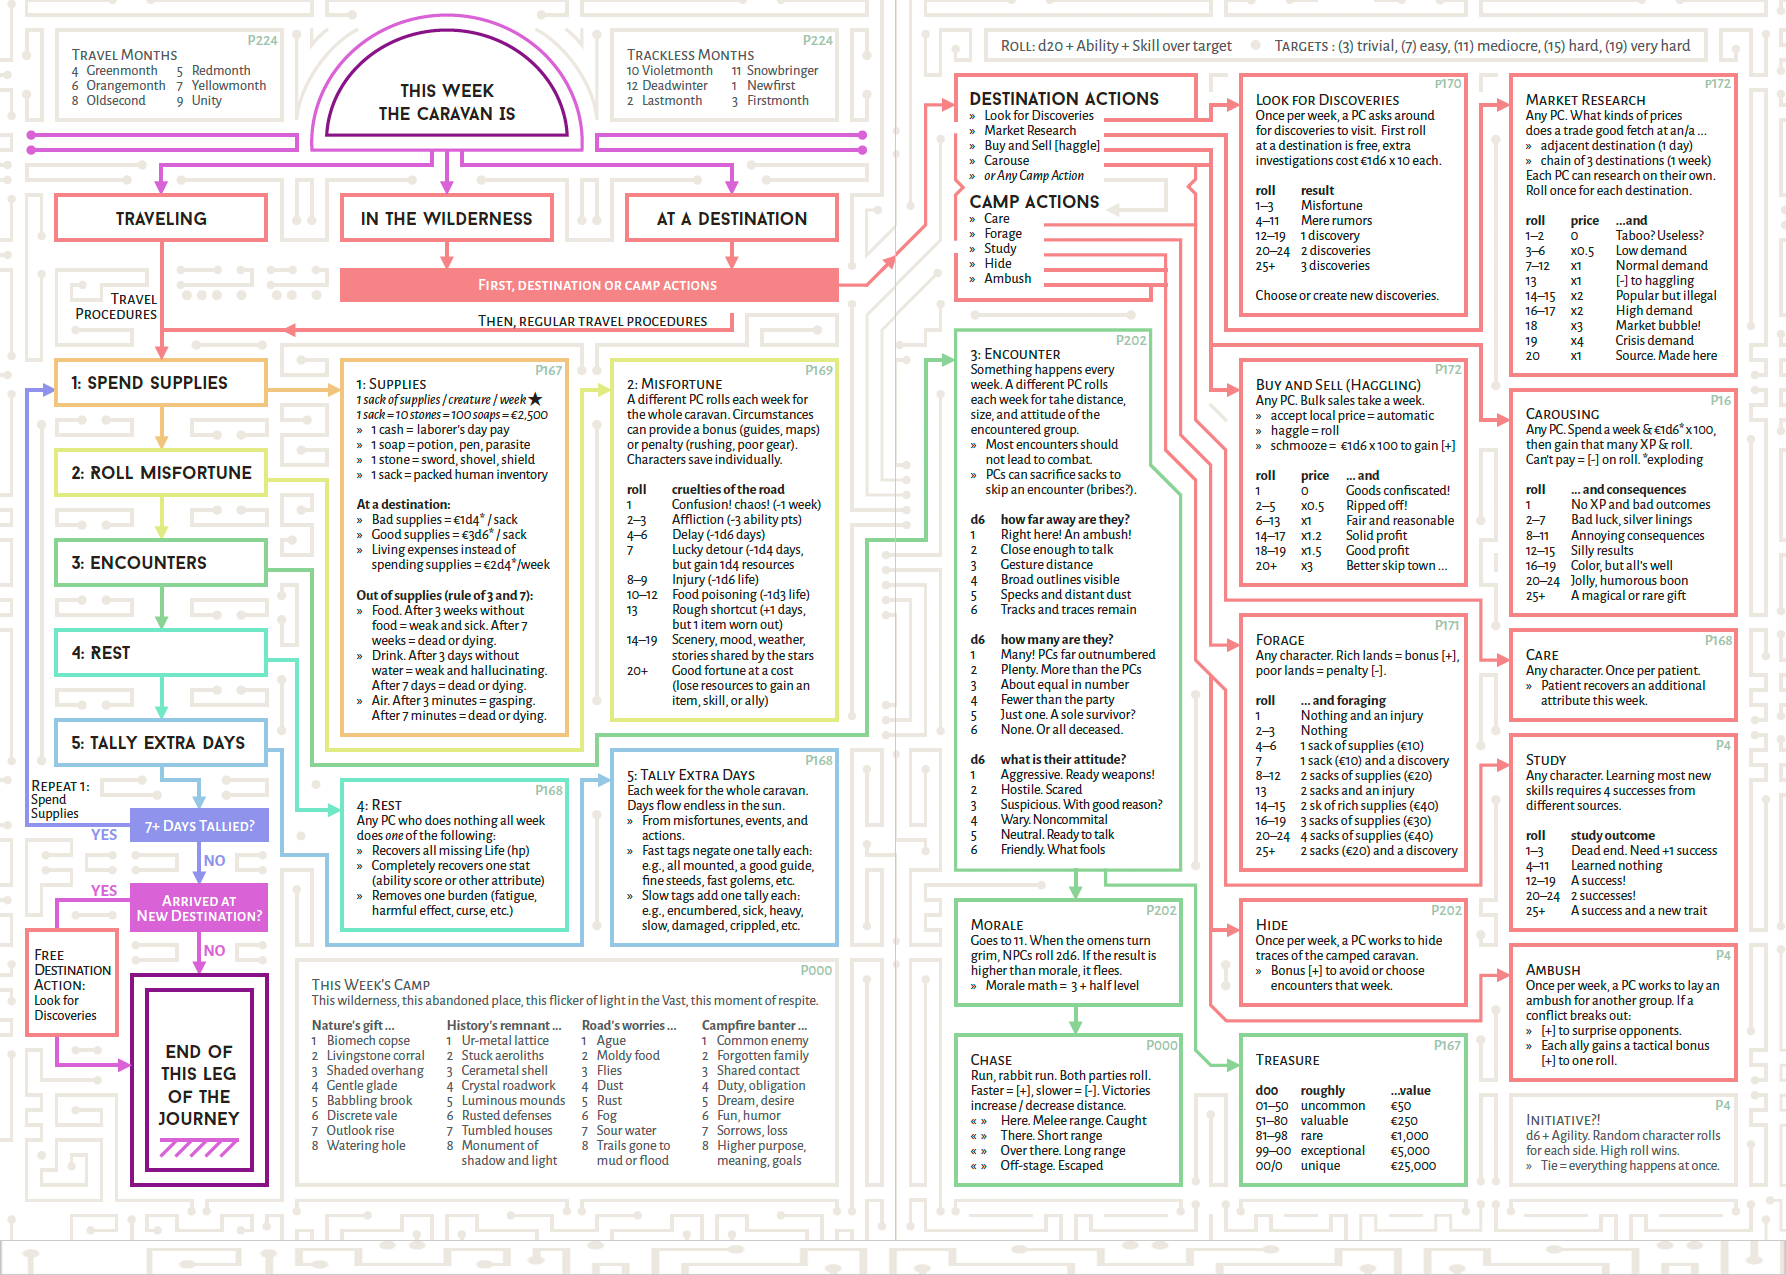 P224
TRAVEL MONTHS
4 Greenmonth 5 Redmonth
6 Orangemonth 7 Yellowmonth
8 Oldsecond 9 Unity
THIS WEEK
THE CARAVAN IS
P224
TRACKLESS MONTHS
10 Violetmonth 11 Snowbringer
12 Deadwinter 1 Newfirst
2 Lastmonth 3 Firstmonth
TRAVELING
IN THE WILDERNESS
AT A DESTINATION
FIRST, DESTINATION OR CAMP ACTIONS
TRAVEL
PROCEDURES
THEN, REGULAR TRAVEL PROCEDURES
1: SPEND SUPPLIES
2: ROLL MISFORTUNE
3: ENCOUNTERS
4: REST
5: TALLY EXTRA DAYS
REPEAT 1:
Spend
Supplies
YES
7+ DAYS TALLIED?
NO
YES
ARRIVED AT
NEW DESTINATION?
NO
FREE
DESTINATION
ACTION:
Look for
Discoveries
END OF
THIS LEG
OF THE
JOURNEY
P167
1: SUPPLIES
1 sack of supplies / creature / week ★
1 sack = 10 stones = 100 soaps = €2,500
» 1 cash = laborer's day pay
» 1 soap = potion, pen, parasite
» 1 stone = sword, shovel, shield
» 1 sack = packed human inventory
At a destination:
» Bad supplies = €1d4* / sack
» Good supplies = €3d6* / sack
» Living expenses instead of
spending supplies = €2d4*/week
Out of supplies (rule of 3 and 7):
» Food. After 3 weeks without
food = weak and sick. After 7
weeks = dead or dying.
» Drink. After 3 days without
water = weak and hallucinating.
After 7 days = dead or dying.
» Air. After 3 minutes = gasping.
After 7 minutes = dead or dying.
P169
2: MISFORTUNE
A different PC rolls each week for
the whole caravan. Circumstances
can provide a bonus (guides, maps)
or penalty (rushing, poor gear).
Characters save individually.
roll cruelties of the road
1 Confusion! chaos! (-1 week)
2–3 Affliction (-3 ability pts)
4–6 Delay (-1d6 days)
7 Lucky detour (-1d4 days,
but gain 1d4 resources
8–9 Injury (-1d6 life)
10–12 Food poisoning (-1d3 life)
13 Rough shortcut (+1 days,
but 1 item worn out)
14–19 Scenery, mood, weather,
stories shared by the stars
20+ Good fortune at a cost
(lose resources to gain an
item, skill, or ally)
P168
4: REST
Any PC who does nothing all week
does one of the following:
» Recovers all missing Life (hp)
» Completely recovers one stat
(ability score or other attribute)
» Removes one burden (fatigue,
harmful effect, curse, etc.)
P168
5: TALLY EXTRA DAYS
Each week for the whole caravan.
Days flow endless in the sun.
» From misfortunes, events, and
actions.
» Fast tags negate one tally each:
e.g., all mounted, a good guide,
fine steeds, fast golems, etc.
» Slow tags add one tally each:
e.g., encumbered, sick, heavy,
slow, damaged, crippled, etc.
P000
THIS WEEK'S CAMP
This wilderness, this abandoned place, this flicker of light in the Vast, this moment of respite.
Nature's gift ... History's remnant ... Road's worries ... Campfire banter ...
1 Biomech copse 1 Ur-metal lattice 1 Ague 1 Common enemy
2 Livingstone corral 2 Stuck aeroliths 2 Moldy food 2 Forgotten family
3 Shaded overhang 3 Cerametal shell 3 Flies 3 Shared contact
4 Gentle glade 4 Crystal roadwork 4 Dust 4 Duty, obligation
5 Babbling brook 5 Luminous mounds 5 Rust 5 Dream, desire
6 Discrete vale 6 Rusted defenses 6 Fog 6 Fun, humor
7 Outlook rise 7 Tumbled houses 7 Sour water 7 Sorrows, loss
8 Watering hole 8 Monument of 8 Trails gone to 8 Higher purpose,
shadow and light mud or flood meaning, goals
ROLL: d20 + Ability + Skill over target TARGETS : (3) trivial, (7) easy, (11) mediocre, (15) hard, (19) very hard
DESTINATION ACTIONS
» Look for Discoveries
» Market Research
» Buy and Sell [haggle]
» Carouse
» or Any Camp Action
CAMP ACTIONS
» Care
» Forage
» Study
» Hide
» Ambush
P202
3: ENCOUNTER
Something happens every
week. A different PC rolls
each week for tahe distance,
size, and attitude of the
encountered group.
» Most encounters should
not lead to combat.
» PCs can sacrifice sacks to
skip an encounter (bribes?).
d6 how far away are they?
1 Right here! An ambush!
2 Close enough to talk
3 Gesture distance
4 Broad outlines visible
5 Specks and distant dust
6 Tracks and traces remain
d6 how many are they?
1 Many! PCs far outnumbered
2 Plenty. More than the PCs
3 About equal in number
4 Fewer than the party
5 Just one. A sole survivor?
6 None. Or all deceased.
d6 what is their attitude?
1 Aggressive. Ready weapons!
2 Hostile. Scared
3 Suspicious. With good reason?
4 Wary. Noncommital
5 Neutral. Ready to talk
6 Friendly. What fools
P202
MORALE
Goes to 11. When the omens turn
grim, NPCs roll 2d6. If the result is
higher than morale, it flees.
» Morale math = 3 + half level
P000
CHASE
Run, rabbit run. Both parties roll.
Faster = [+], slower = [-]. Victories
increase / decrease distance.
« » Here. Melee range. Caught
« » There. Short range
« » Over there. Long range
« » Off-stage. Escaped
P170
LOOK FOR DISCOVERIES
Once per week, a PC asks around
for discoveries to visit. First roll
at a destination is free, extra
investigations cost €1d6 x 10 each.
roll result
1–3 Misfortune
4–11 Mere rumors
12–19 1 discovery
20–24 2 discoveries
25+ 3 discoveries
Choose or create new discoveries.
P172
BUY AND SELL (HAGGLING)
Any PC. Bulk sales take a week.
» accept local price = automatic
» haggle = roll
» schmooze = €1d6 x 100 to gain [+]
roll price ... and
1 0 Goods confiscated!
2–5 x0.5 Ripped off!
6–13 x1 Fair and reasonable
14–17 x1.2 Solid profit
18–19 x1.5 Good profit
20+ x3 Better skip town ...
P171
FORAGE
Any character. Rich lands = bonus [+],
poor lands = penalty [-].
roll ... and foraging
1 Nothing and an injury
2–3 Nothing
4–6 1 sack of supplies (€10)
7 1 sack (€10) and a discovery
8–12 2 sacks of supplies (€20)
13 2 sacks and an injury
14–15 2 sk of rich supplies (€40)
16–19 3 sacks of supplies (€30)
20–24 4 sacks of supplies (€40)
25+ 2 sacks (€20) and a discovery
P202
HIDE
Once per week, a PC works to hide
traces of the camped caravan.
» Bonus [+] to avoid or choose
encounters that week.
P167
TREASURE
d00 roughly ...value
01–50 uncommon €50
51–80 valuable €250
81–98 rare €1,000
99–00 exceptional €5,000
00/0 unique €25,000
P172
MARKET RESEARCH
Any PC. What kinds of prices
does a trade good fetch at an/a ...
» adjacent destination (1 day)
» chain of 3 destinations (1 week)
Each PC can research on their own.
Roll once for each destination.
roll price ...and
1–2 0 Taboo? Useless?
3–6 x0.5 Low demand
7–12 x1 Normal demand
13 x1 [-] to haggling
14–15 x2 Popular but illegal
16–17 x2 High demand
18 x3 Market bubble!
19 x4 Crisis demand
20 x1 Source. Made here
P16
CAROUSING
Any PC. Spend a week & €1d6* x 100,
then gain that many XP & roll.
Can't pay = [-] on roll. *exploding
roll ... and consequences
1 No XP and bad outcomes
2–7 Bad luck, silver linings
8–11 Annoying consequences
12–15 Silly results
16–19 Color, but all's well
20–24 Jolly, humorous boon
25+ A magical or rare gift
P168
CARE
Any character. Once per patient.
» Patient recovers an additional
attribute this week.
P4
STUDY
Any character. Learning most new
skills requires 4 successes from
different sources.
roll study outcome
1–3 Dead end. Need +1 success
4–11 Learned nothing
12–19 A success!
20–24 2 successes!
25+ A success and a new trait
P4
AMBUSH
Once per week, a PC works to lay an
ambush for another group. If a
conflict breaks out:
» [+] to surprise opponents.
» Each ally gains a tactical bonus
[+] to one roll.
P4
INITIATIVE?!
d6 + Agility. Random character rolls
for each side. High roll wins.
» Tie = everything happens at once.